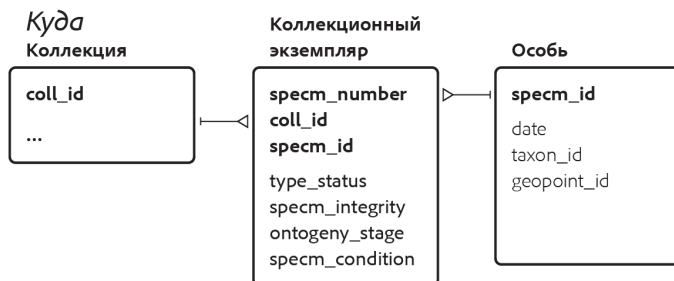 Куда
Коллекция
coll_id
...
Коллекционный
экземпляр
specm_number
coll_id
specm_id
type_status
specm_integrity
ontogeny_stage
specm_condition
Особь
specm_id
date
taxon_id
geopoint_id